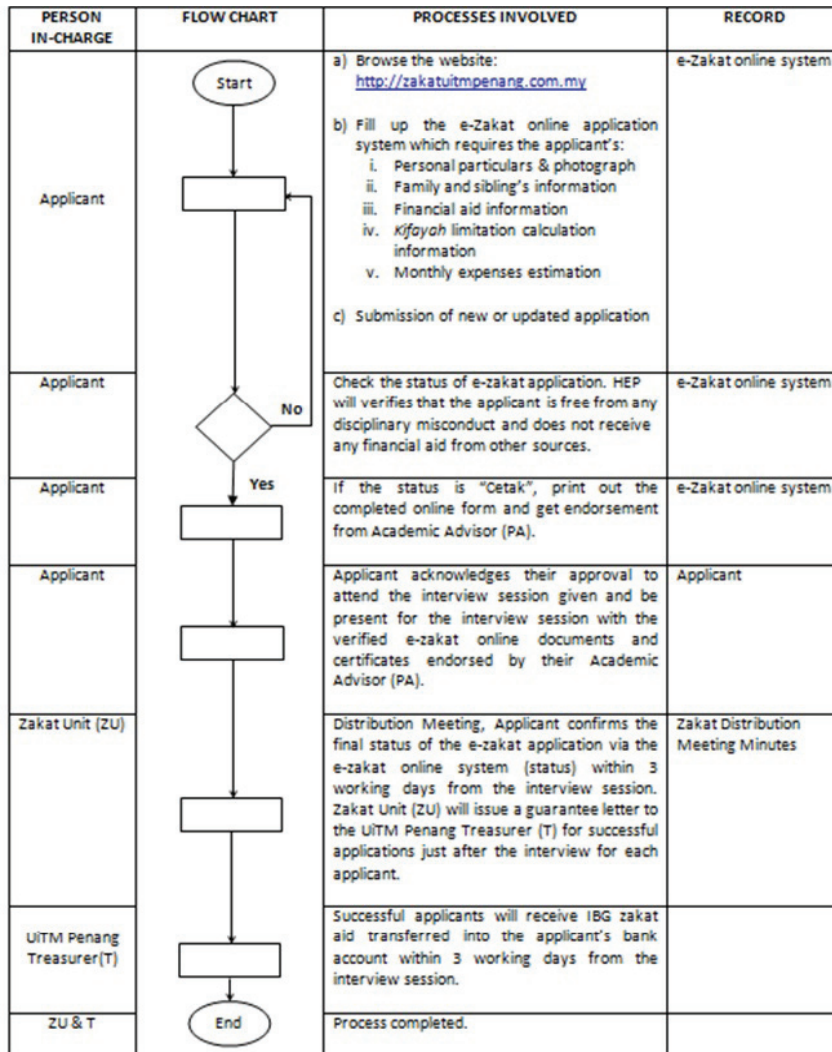 PERSON IN-CHARGE FLOW CHART PROCESSES INVOLVED RECORD
Applicant
Start
a) Browse the website:
http://zakatuitmpenang.com.my
b) Fill up the e-Zakat online application
system which requires the applicant's:
i. Personal particulars & photograph
ii. Family and sibling's information
iii. Financial aid information
iv. Kifayah limitation calculation
information
v. Monthly expenses estimation
c) Submission of new or updated application
e-Zakat online system
Applicant
No
Check the status of e-zakat application. HEP
will verifies that the applicant is free from any
disciplinary misconduct and does not receive
any financial aid from other sources.
e-Zakat online system
Applicant
Yes
If the status is "Cetak", print out the
completed online form and get endorsement
from Academic Advisor (PA).
e-Zakat online system
Applicant
Applicant acknowledges their approval to
attend the interview session given and be
present for the interview session with the
verified e-zakat online documents and
certificates endorsed by their Academic
Advisor (PA).
Applicant
Zakat Unit (ZU)
Distribution Meeting, Applicant confirms the
final status of the e-zakat application via the
e-zakat online system (status) within 3
working days from the interview session.
Zakat Unit (ZU) will issue a guarantee letter to
the UiTM Penang Treasurer (T) for successful
applications just after the interview for each
applicant.
Zakat Distribution
Meeting Minutes
UiTM Penang
Treasurer(T)
Successful applicants will receive IBG zakat
aid transferred into the applicant's bank
account within 3 working days from the
interview session.
ZU & T
End
Process completed.